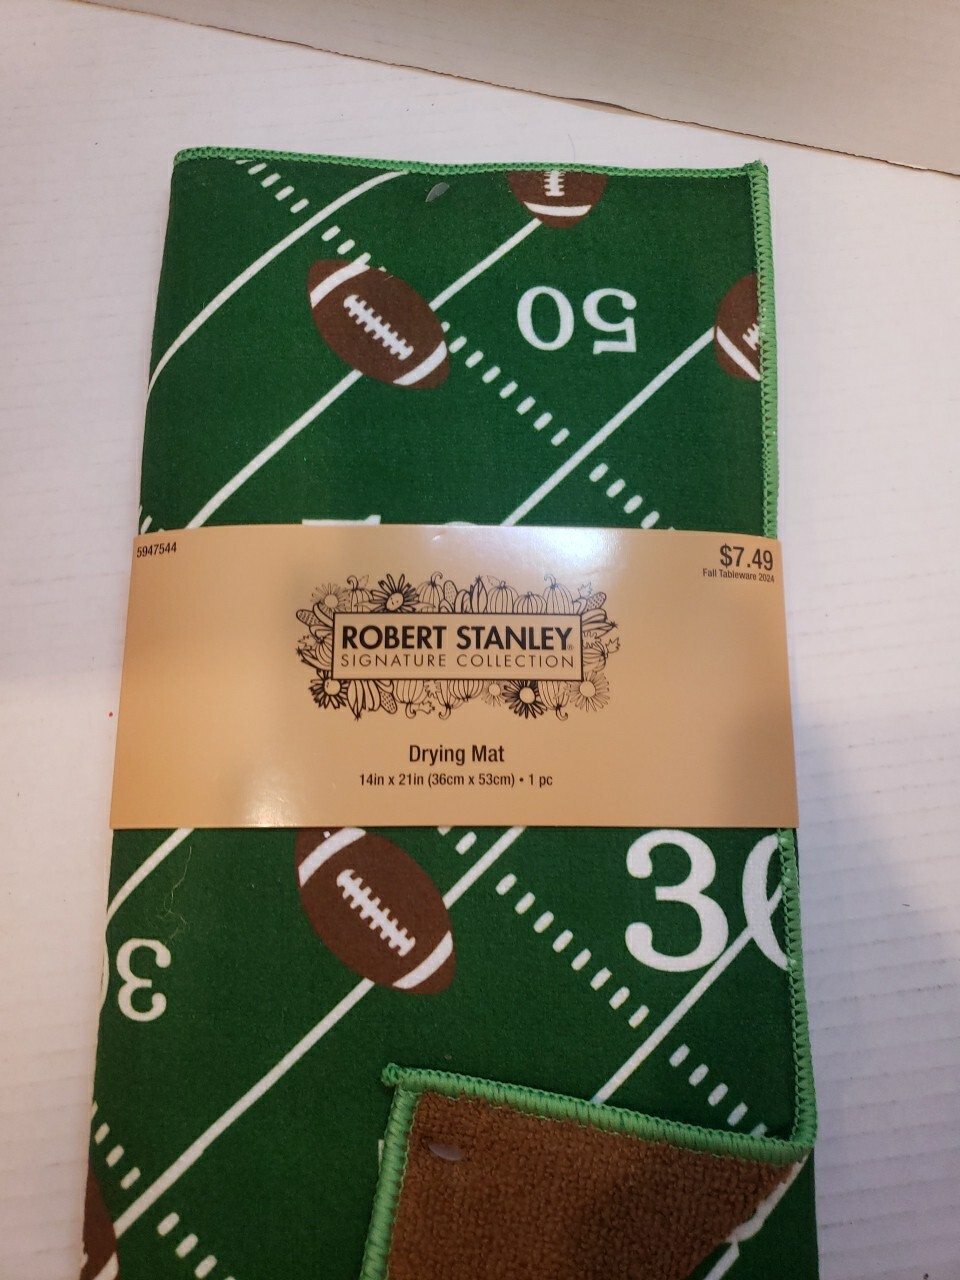 50
5947544
$7.49
Fall Tableware 2024
ROBERT STANLEY®
SIGNATURE COLLECTION
Drying Mat
14in x 21in (36cm x 53cm) • 1 pc
30
3